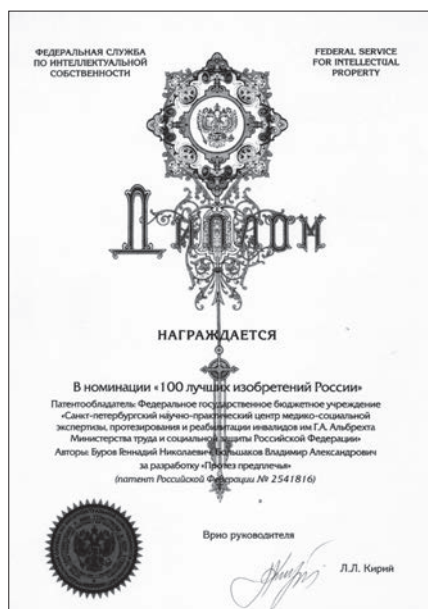 ФЕДЕРАЛЬНАЯ СЛУЖБА
ПО ИНТЕЛЛЕКТУАЛЬНОЙ
СОБСТВЕННОСТИ
FEDERAL SERVICE
FOR INTELLECTUAL
PROPERTY
ДИПЛОМ
НАГРАЖДАЕТСЯ
В номинации «100 лучших изобретений России»
Патентообладатель: Федеральное государственное бюджетное учреждение
«Санкт-петербургский научно-практический центр медико-социальной
экспертизы, протезирования и реабилитации инвалидов им Г.А. Альбрехта
Министерства труда и социальной защиты Российской Федерации»
Авторы: Буров Геннадий Николаевич, Большаков Владимир Александрович
за разработку «Протез предплечья»
(патент Российской Федерации № 2541816)
Врио руководителя
Л.Л. Кирий